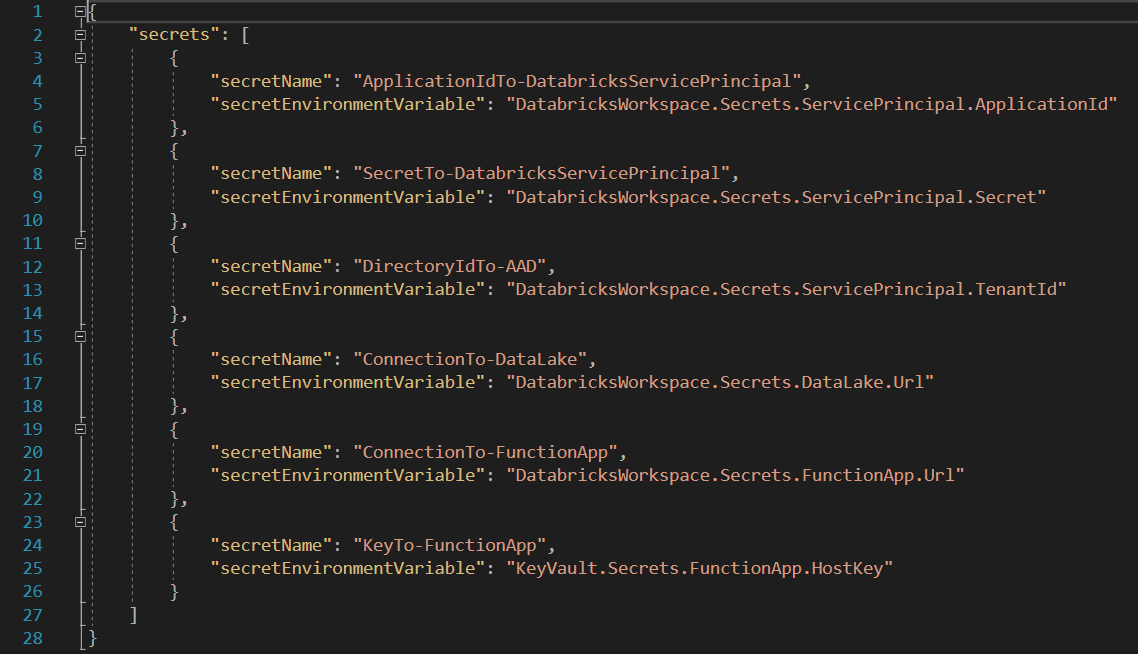 1 {
2 "secrets": [
3 {
4 "secretName": "ApplicationIdTo-DatabricksServicePrincipal",
5 "secretEnvironmentVariable": "DatabricksWorkspace.Secrets.ServicePrincipal.ApplicationId"
6 },
7 {
8 "secretName": "SecretTo-DatabricksServicePrincipal",
9 "secretEnvironmentVariable": "DatabricksWorkspace.Secrets.ServicePrincipal.Secret"
10 },
11 {
12 "secretName": "DirectoryIdTo-AAD",
13 "secretEnvironmentVariable": "DatabricksWorkspace.Secrets.ServicePrincipal.TenantId"
14 },
15 {
16 "secretName": "ConnectionTo-DataLake",
17 "secretEnvironmentVariable": "DatabricksWorkspace.Secrets.DataLake.Url"
18 },
19 {
20 "secretName": "ConnectionTo-FunctionApp",
21 "secretEnvironmentVariable": "DatabricksWorkspace.Secrets.FunctionApp.Url"
22 },
23 {
24 "secretName": "KeyTo-FunctionApp",
25 "secretEnvironmentVariable": "KeyVault.Secrets.FunctionApp.HostKey"
26 }
27 ]
28 }